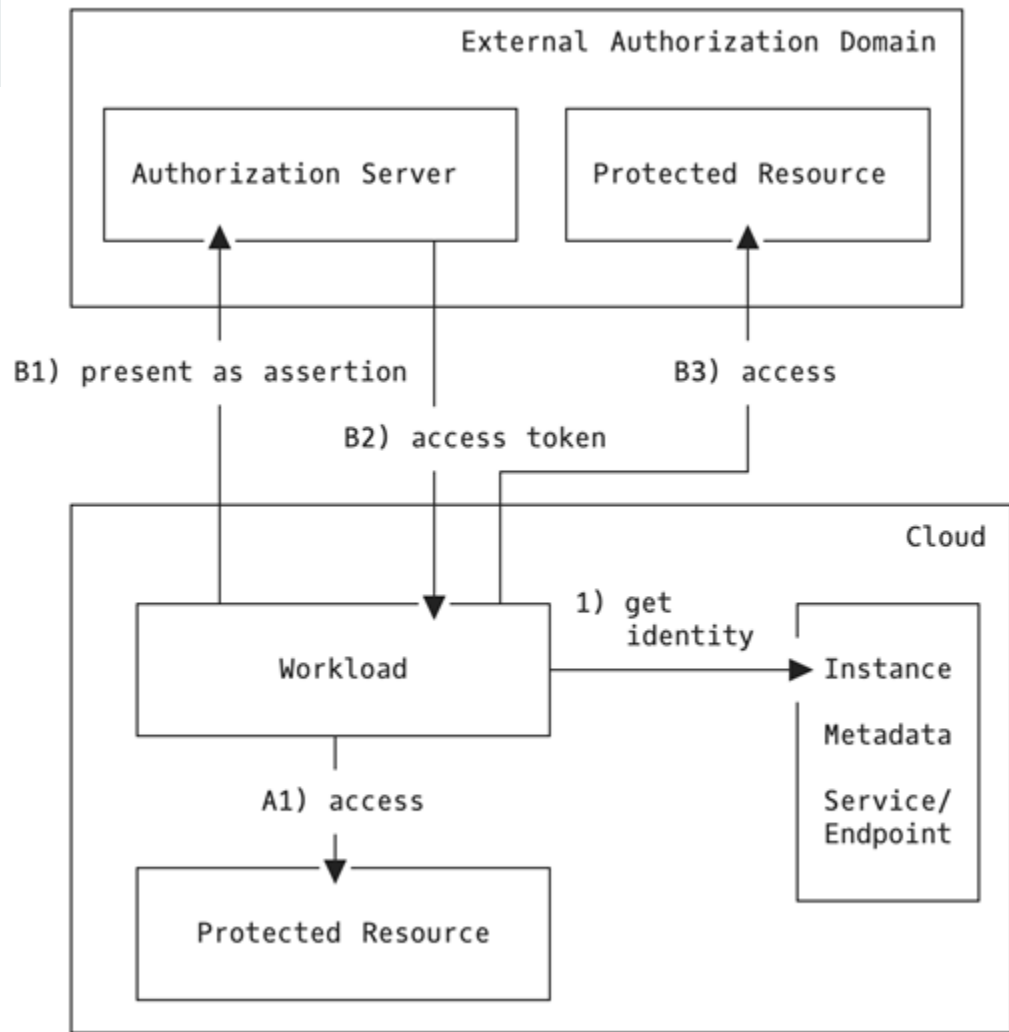 External Authorization Domain
Authorization Server
Protected Resource
B1) present as assertion
B3) access
B2) access token
Cloud
1) get
identity
Workload
Instance
Metadata
Service/
Endpoint
A1) access
Protected Resource